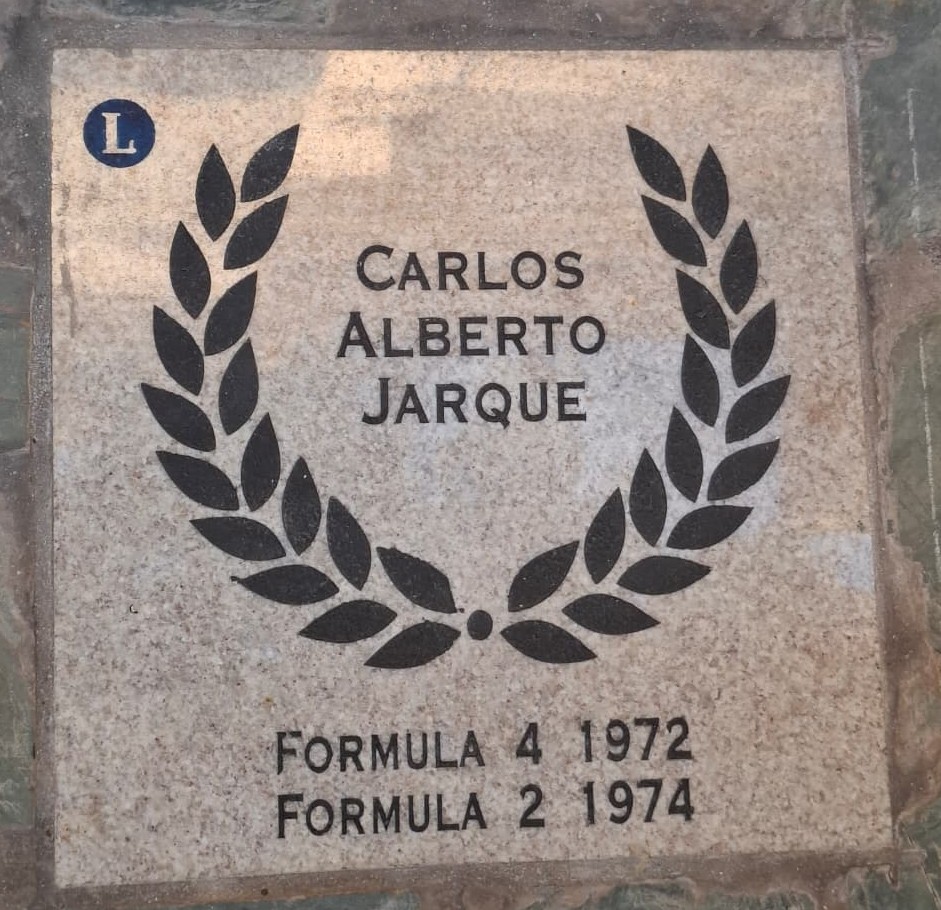 L
CARLOS
ALBERTO
JARQUE
FORMULA 4 1972
FORMULA 2 1974